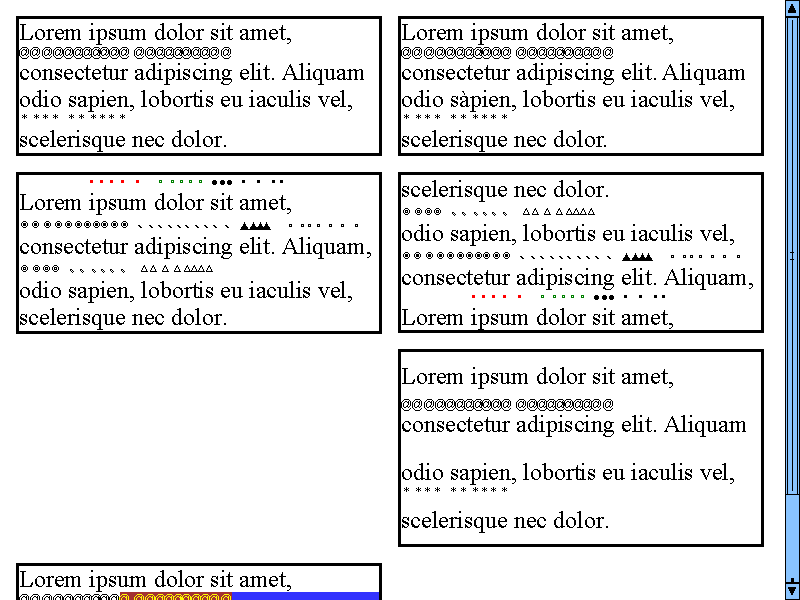 Lorem ipsum dolor sit amet,
consectetur adipiscing elit. Aliquam
odio sapien, lobortis eu iaculis vel,
scelerisque nec dolor.
Lorem ipsum dolor sit amet,
consectetur adipiscing elit. Aliquam
odio sàpien, lobortis eu iaculis vel,
scelerisque nec dolor.
Lorem ipsum dolor sit amet,
consectetur adipiscing elit. Aliquam,
odio sapien, lobortis eu iaculis vel,
scelerisque nec dolor.
scelerisque nec dolor.
odio sapien, lobortis eu iaculis vel,
consectetur adipiscing elit. Aliquam,
Lorem ipsum dolor sit amet,
Lorem ipsum dolor sit amet,
consectetur adipiscing elit. Aliquam
odio sapien, lobortis eu iaculis vel,
scelerisque nec dolor.
Lorem ipsum dolor sit amet,